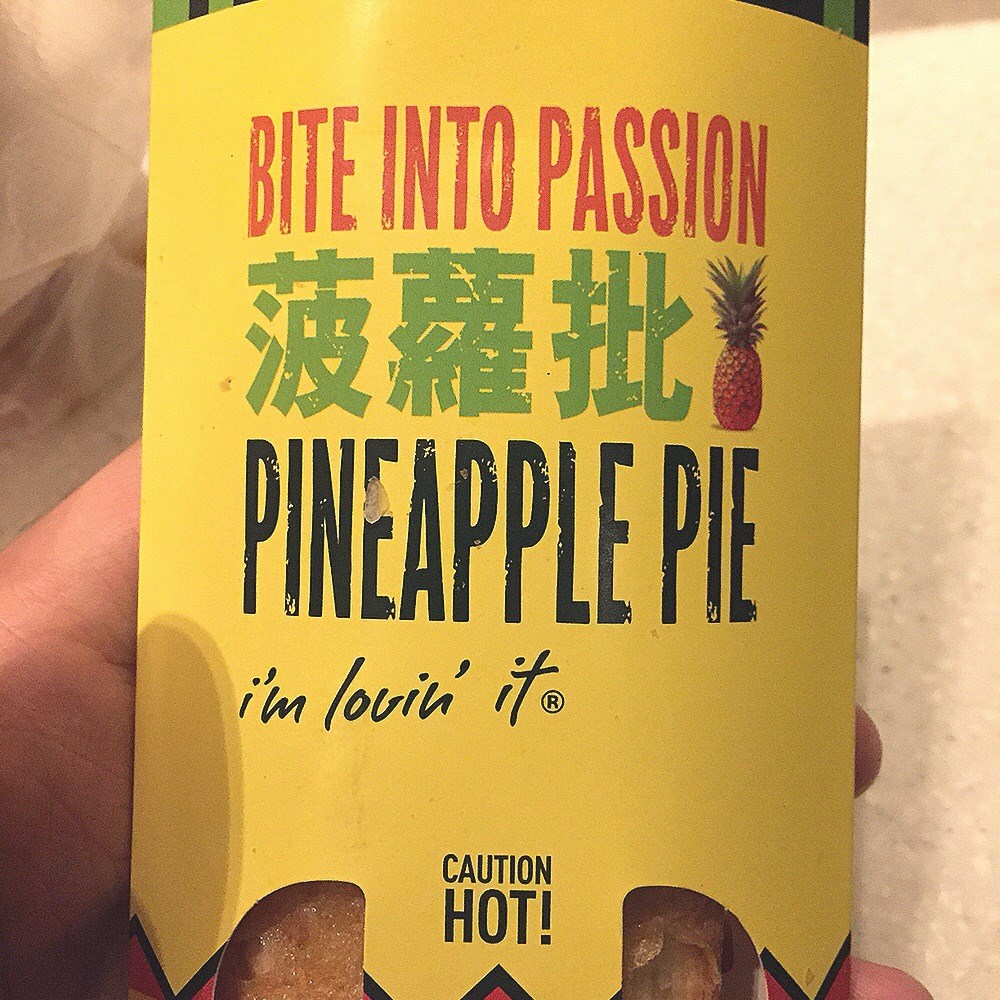 BITE INTO PASSION
菠蘿批
PINEAPPLE PIE
i'm lovin' it®
CAUTION
HOT!